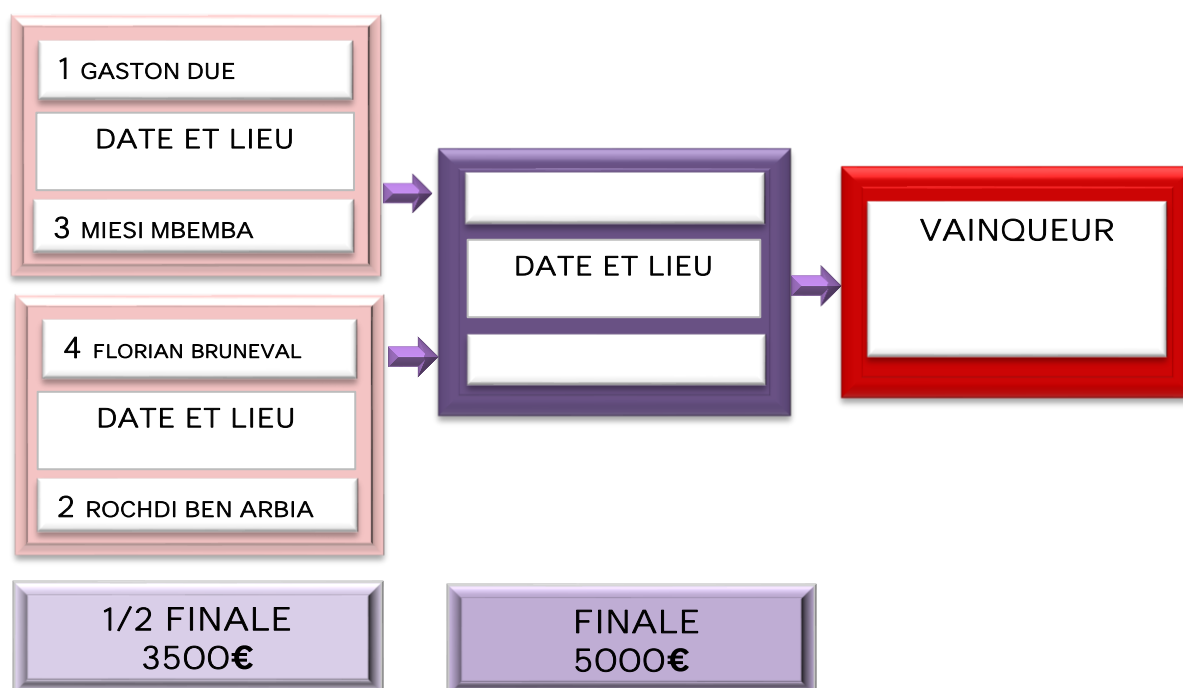 1 GASTON DUE
DATE ET LIEU
3 MIESI MBEMBA
4 FLORIAN BRUNEVAL
DATE ET LIEU
2 ROCHDI BEN ARBIA
DATE ET LIEU
VAINQUEUR
1/2 FINALE
3500€
FINALE
5000€